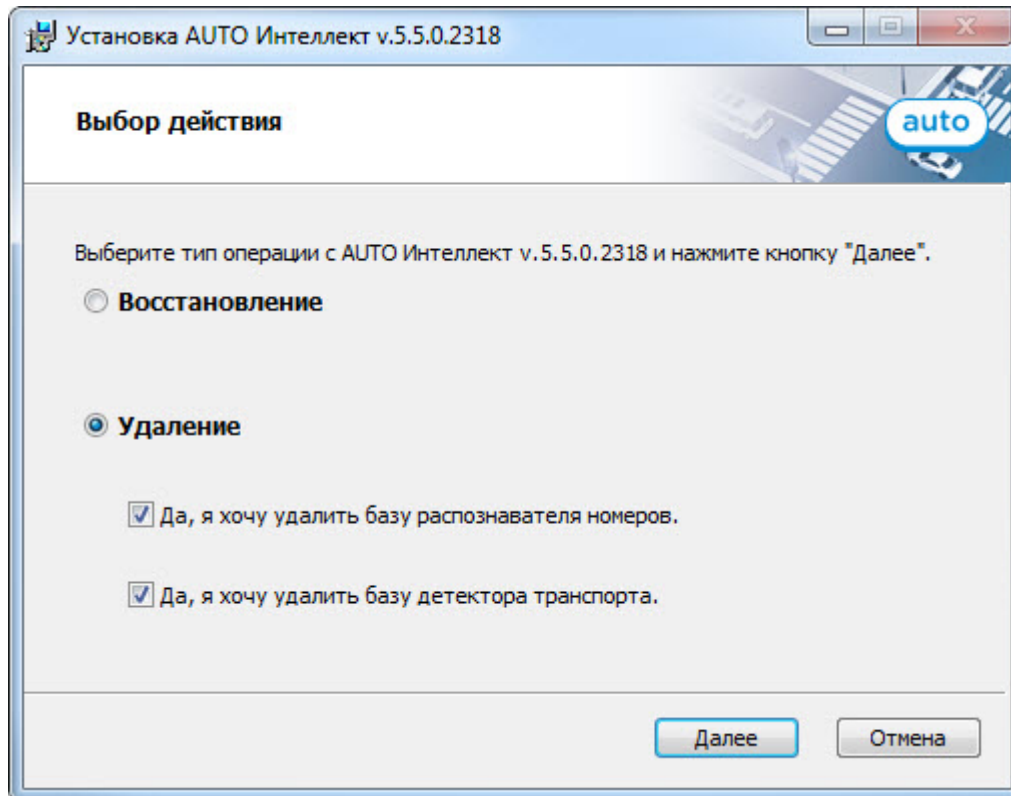 Установка AUTO Интеллект v.5.5.0.2318
Выбор действия
auto
Выберите тип операции с AUTO Интеллект v.5.5.0.2318 и нажмите кнопку "Далее".
Восстановление
Удаление
Да, я хочу удалить базу распознавателя номеров.
Да, я хочу удалить базу детектора транспорта.
Далее
Отмена